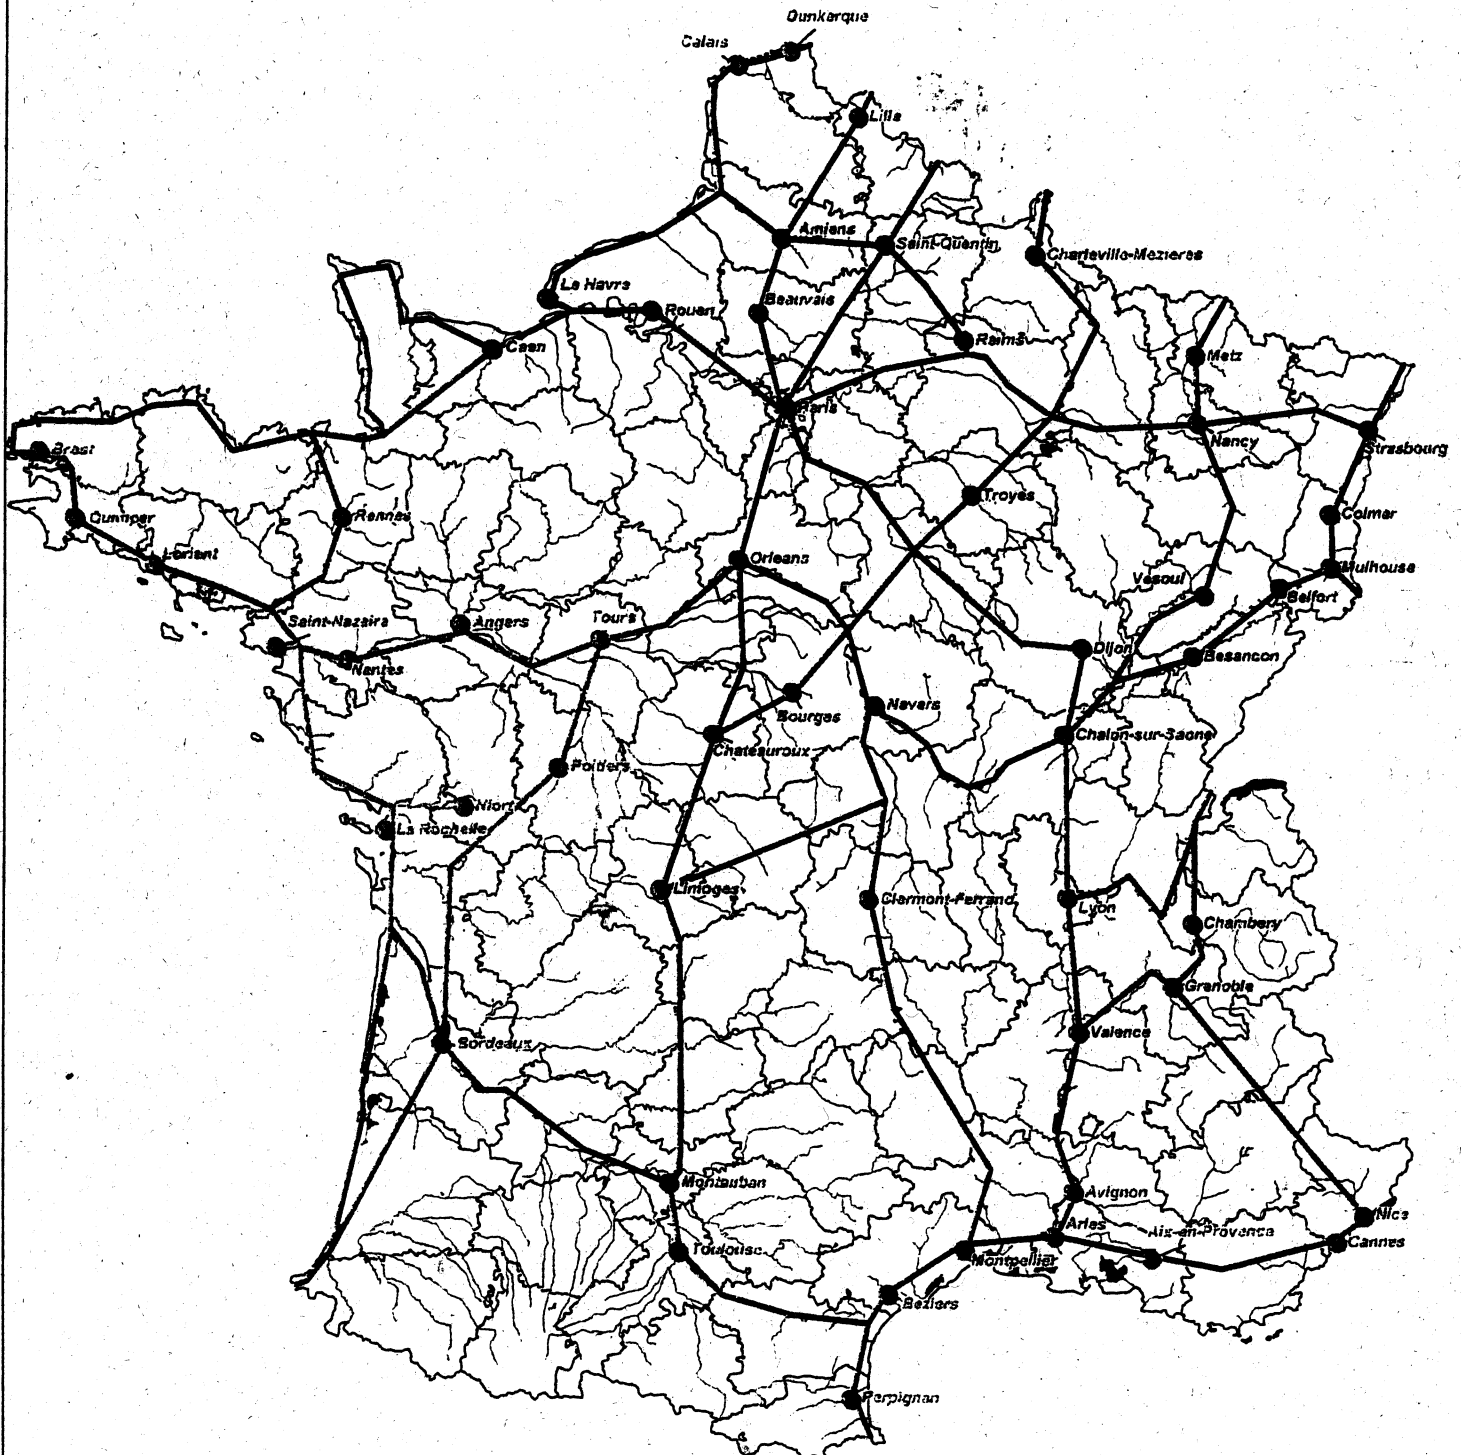 Dunkerque
Calais
Lille
Amiens
Saint-Quentin
Charleville-Mezieres
Le Havre
Beauvais
Rouen
Reims
Metz
Caen
Paris
Nancy
Strasbourg
Brest
Troyes
Quimper
Rennes
Colmar
Lorient
Orleans
Mulhouse
Vesoul
Belfort
Saint-Nazaire
Angers
Tours
Dijon
Besancon
Nantes
Nevers
Bourges
Chateauroux
Chalon-sur-Saone
Poitiers
Niort
La Rochelle
Limoges
Clermont-Ferrand
Lyon
Chambery
Grenoble
Bordeaux
Valence
Montauban
Avignon
Arles
Aix-en-Provence
Nice
Cannes
Toulouse
Montpellier
Beziers
Perpignan